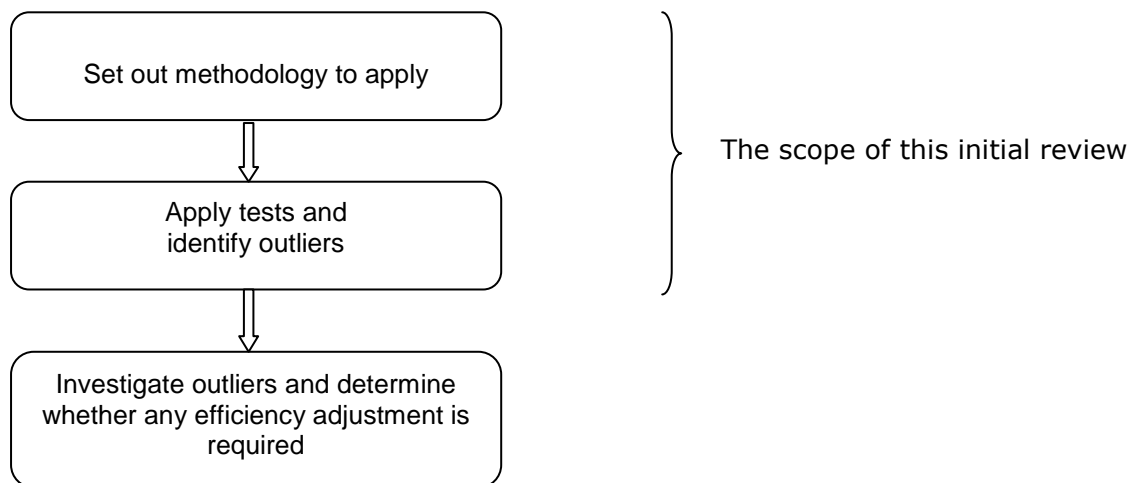 Set out methodology to apply
The scope of this initial review
Apply tests and
identify outliers
Investigate outliers and determine
whether any efficiency adjustment is
required